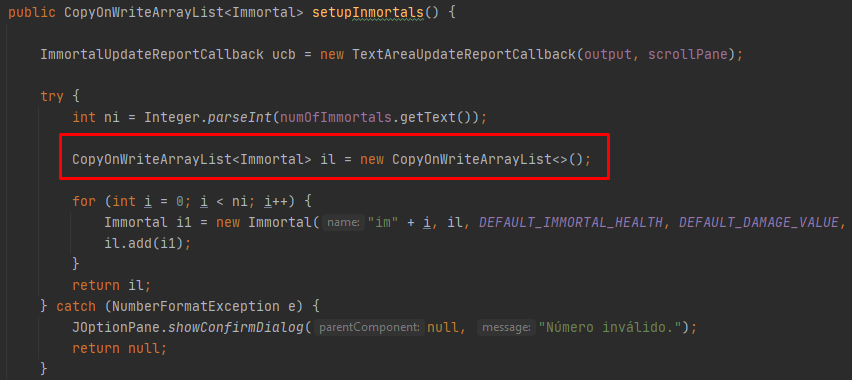 public CopyOnWriteArrayList<Immortal> setupInmortals() {
ImmortalUpdateReportCallback ucb = new TextAreaUpdateReportCallback(output, scrollPane);
try {
int ni = Integer.parseInt(numOfImmortals.getText());
CopyOnWriteArrayList<Immortal> il = new CopyOnWriteArrayList<>();
for (int i = 0; i < ni; i++) {
Immortal i1 = new Immortal( name: "im" + i, il, DEFAULT_IMMORTAL_HEALTH, DEFAULT_DAMAGE_VALUE,
il.add(i1);
}
return il;
} catch (NumberFormatException e) {
JOptionPane.showConfirmDialog( parentComponent: null, message: "Número inválido.");
return null;
}